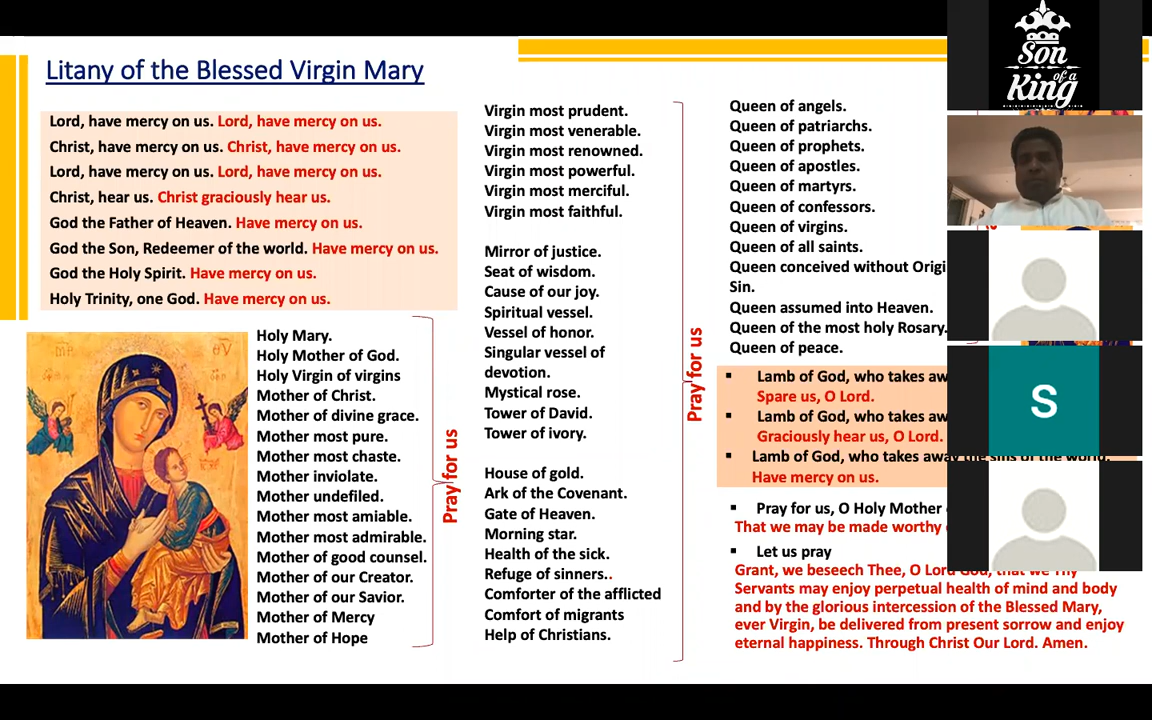 Litany of the Blessed Virgin Mary
Lord, have mercy on us. Lord, have mercy on us.
Christ, have mercy on us. Christ, have mercy on us.
Lord, have mercy on us. Lord, have mercy on us.
Christ, hear us. Christ graciously hear us.
God the Father of Heaven. Have mercy on us.
God the Son, Redeemer of the world. Have mercy on us.
God the Holy Spirit. Have mercy on us.
Holy Trinity, one God. Have mercy on us.
Holy Mary.
Holy Mother of God.
Holy Virgin of virgins
Mother of Christ.
Mother of divine grace.
Mother most pure.
Mother most chaste.
Mother inviolate.
Mother undefiled.
Mother most amiable.
Mother most admirable.
Mother of good counsel.
Mother of our Creator.
Mother of our Savior.
Mother of Mercy
Mother of Hope
Pray for us
Virgin most prudent.
Virgin most venerable.
Virgin most renowned.
Virgin most powerful.
Virgin most merciful.
Virgin most faithful.
Mirror of justice.
Seat of wisdom.
Cause of our joy.
Spiritual vessel.
Vessel of honor.
Singular vessel of
devotion.
Mystical rose.
Tower of David.
Tower of ivory.
House of gold.
Ark of the Covenant.
Gate of Heaven.
Morning star.
Health of the sick.
Refuge of sinners..
Comforter of the afflicted
Comfort of migrants
Help of Christians.
Pray for us
Queen of angels.
Queen of patriarchs.
Queen of prophets.
Queen of apostles.
Queen of martyrs.
Queen of confessors.
Queen of virgins.
Queen of all saints.
Queen conceived without Origi
Sin.
Queen assumed into Heaven.
Queen of the most holy Rosary.
Queen of peace.
▪ Lamb of God, who takes aw
Spare us, O Lord.
▪ Lamb of God, who takes aw
Graciously hear us, O Lord.
▪ Lamb of God, who takes away the sins of the world.
Have mercy on us.
▪ Pray for us, O Holy Mother
That we may be made worthy
▪ Let us pray
Grant, we beseech Thee, O Lord God, that we Thy
Servants may enjoy perpetual health of mind and body
and by the glorious intercession of the Blessed Mary,
ever Virgin, be delivered from present sorrow and enjoy
eternal happiness. Through Christ Our Lord. Amen.
Son
of a
King
S